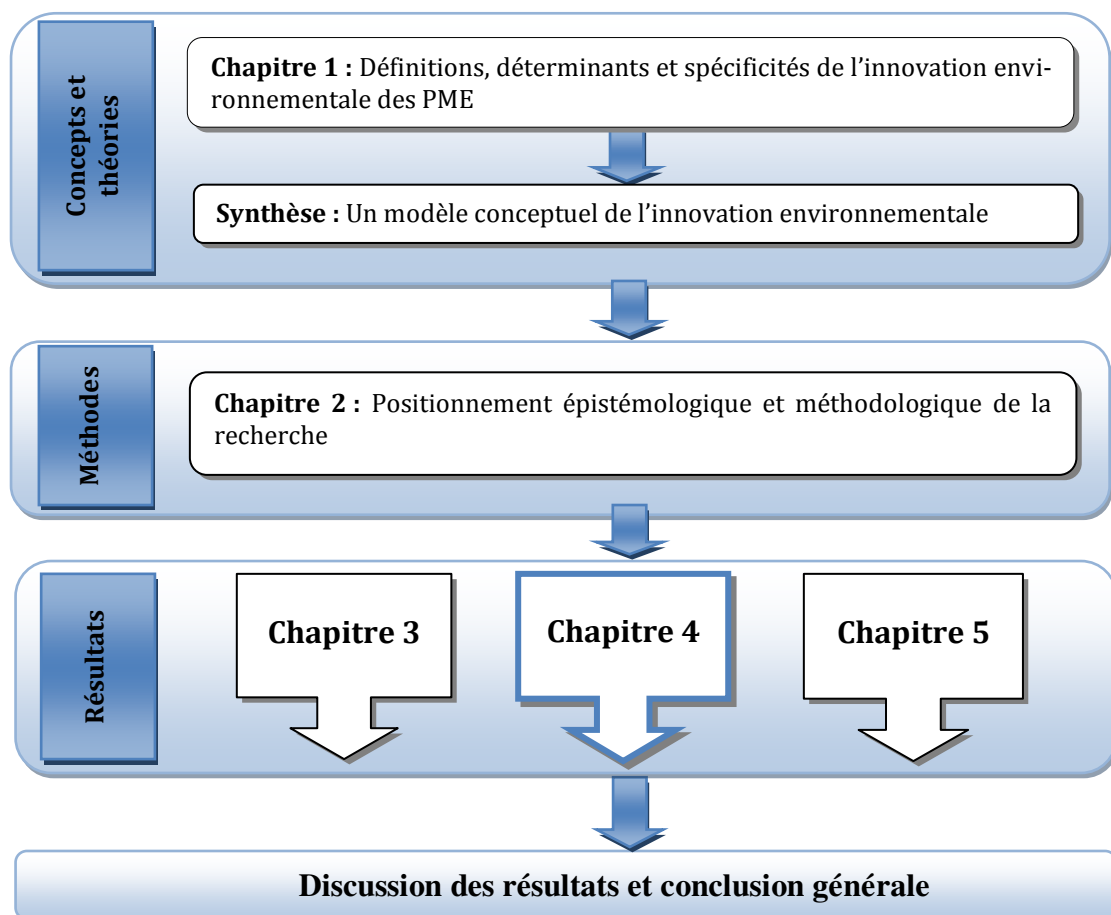 Concepts et
théories
Chapitre 1 : Définitions, déterminants et spécificités de l’innovation envi-
ronnementale des PME
Synthèse : Un modèle conceptuel de l’innovation environnementale
Méthodes
Chapitre 2 : Positionnement épistémologique et méthodologique de la
recherche
Résultats
Chapitre 3
Chapitre 4
Chapitre 5
Discussion des résultats et conclusion générale